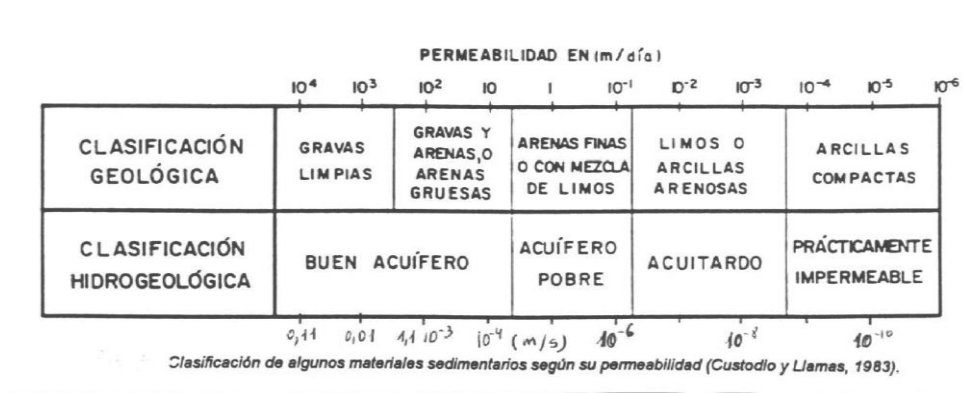 PERMEABILIDAD EN (m/día)
10⁴ 10³ 10² 10 1 10⁻¹ 10⁻² 10⁻³ 10⁻⁴ 10⁻⁵ 10⁻⁶
CLASIFICACIÓN
GEOLÓGICA
GRAVAS
LIMPIAS
GRAVAS Y
ARENAS, O
ARENAS
GRUESAS
ARENAS FINAS
O CON MEZCLA
DE LIMOS
LIMOS O
ARCILLAS
ARENOSAS
ARCILLAS
COMPACTAS
CLASIFICACIÓN
HIDROGEOLÓGICA
BUEN ACUÍFERO
ACUÍFERO
POBRE
ACUITARDO
PRÁCTICAMENTE
IMPERMEABLE
0,11 0,01 1,1 10⁻³ 10⁻⁴ (m/s) 10⁻⁶ 10⁻⁸ 10⁻¹⁰
Clasificación de algunos materiales sedimentarios según su permeabilidad (Custodio y Llamas, 1983).